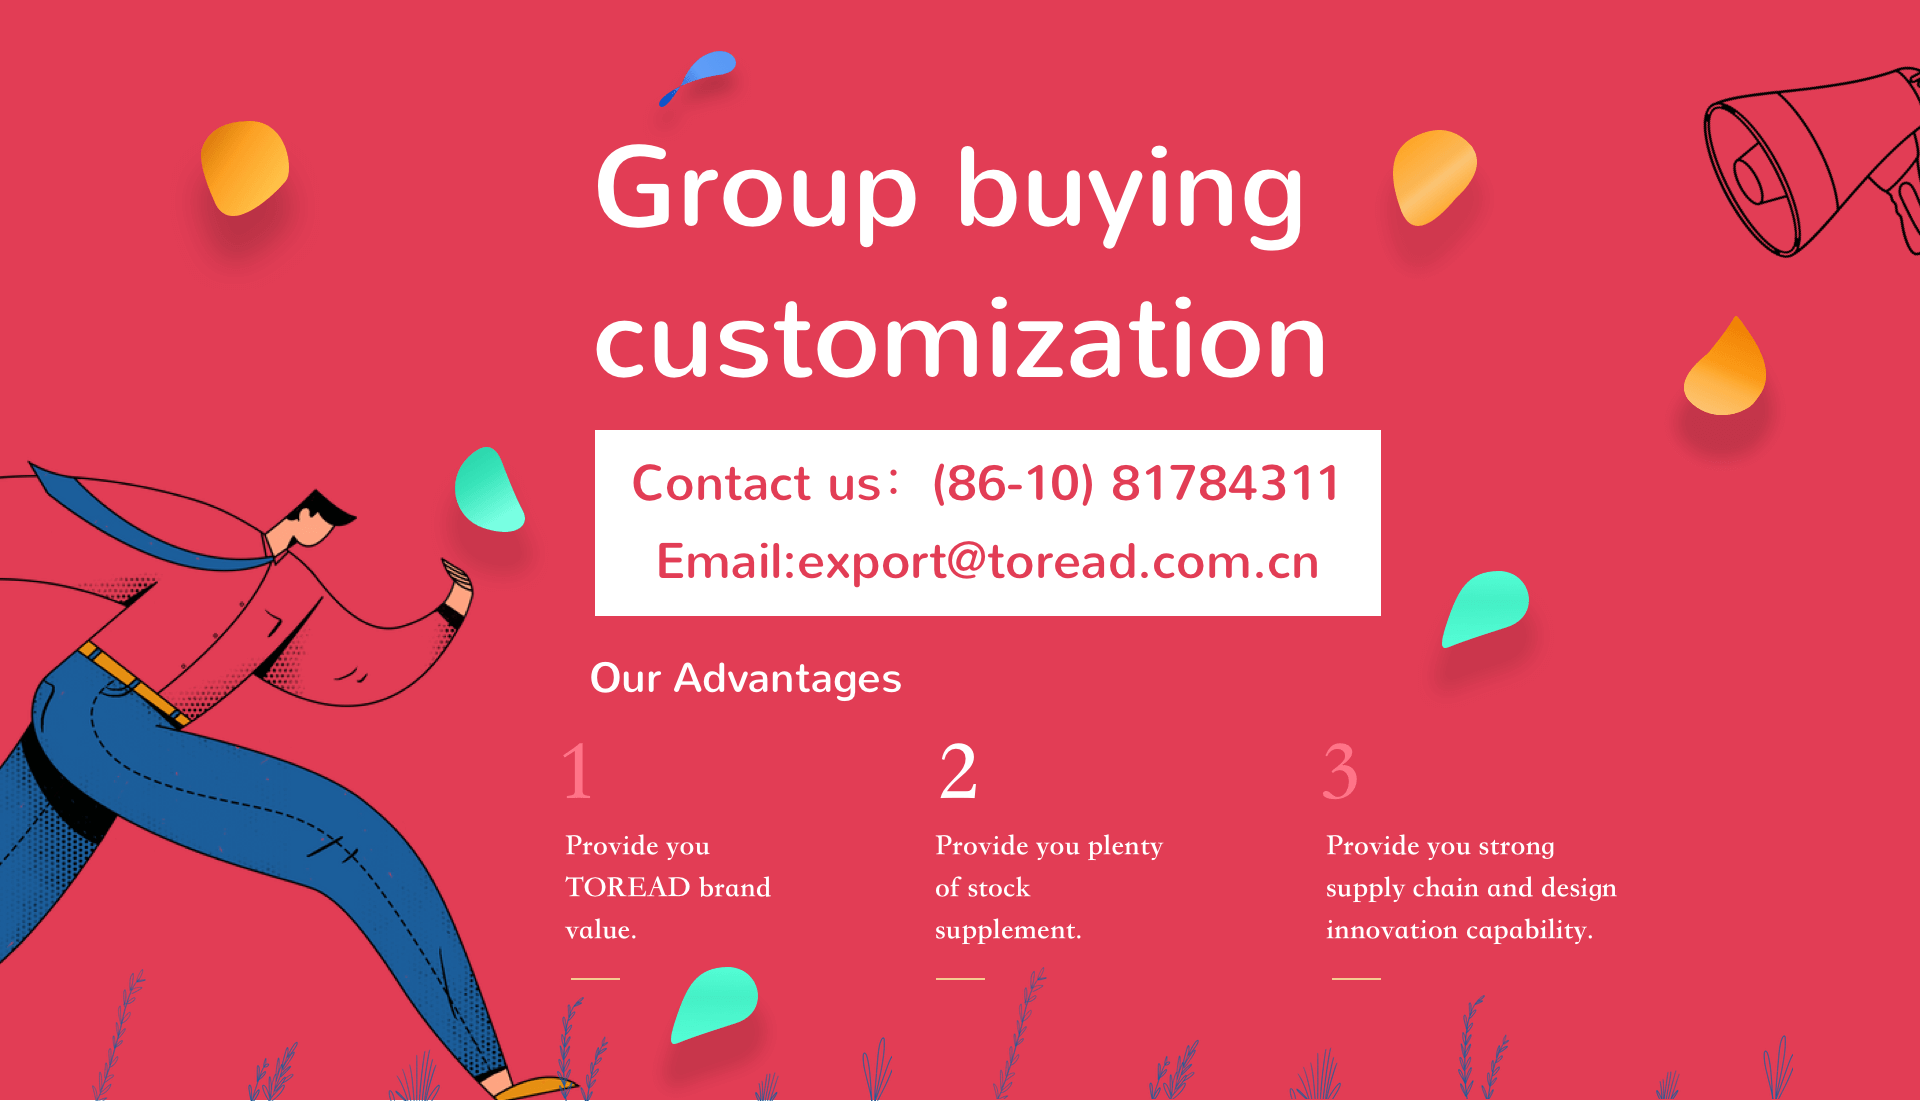 Group buying
customization
Contact us：(86-10) 81784311
Email:export@toread.com.cn
Our Advantages
1
Provide you
TOREAD brand
value.
2
Provide you plenty
of stock
supplement.
3
Provide you strong
supply chain and design
innovation capability.